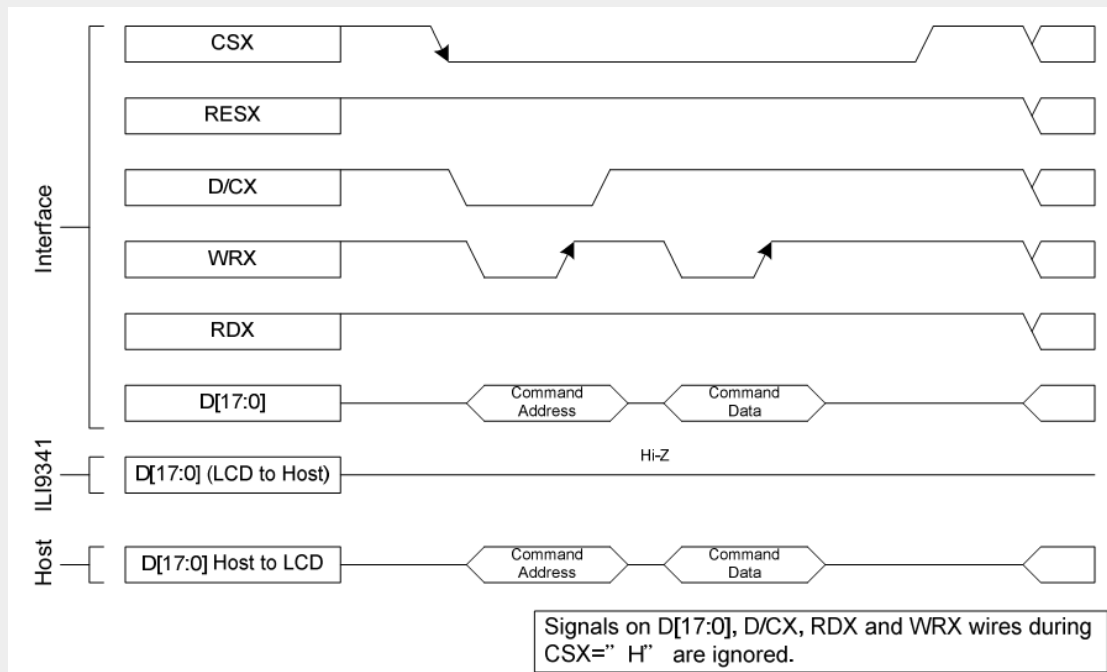 Interface
CSX
RESX
D/CX
WRX
RDX
D[17:0]
Command
Address
Command
Data
ILI9341
D[17:0] (LCD to Host)
Hi-Z
Host
D[17:0] Host to LCD
Command
Address
Command
Data
Signals on D[17:0], D/CX, RDX and WRX wires during
CSX=” H” are ignored.